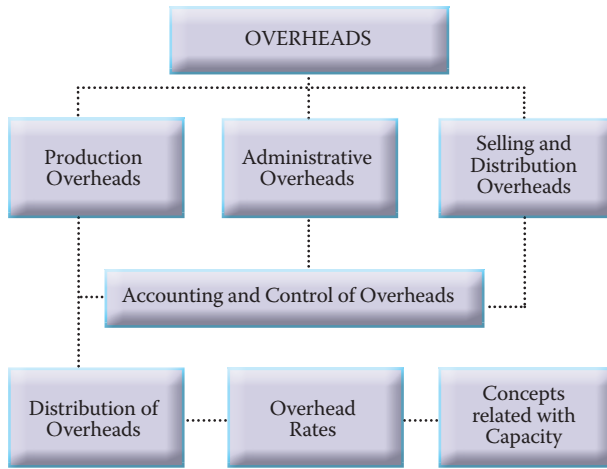 OVERHEADS
Production
Overheads
Administrative
Overheads
Selling and
Distribution
Overheads
Accounting and Control of Overheads
Distribution of
Overheads
Overhead
Rates
Concepts
related with
Capacity